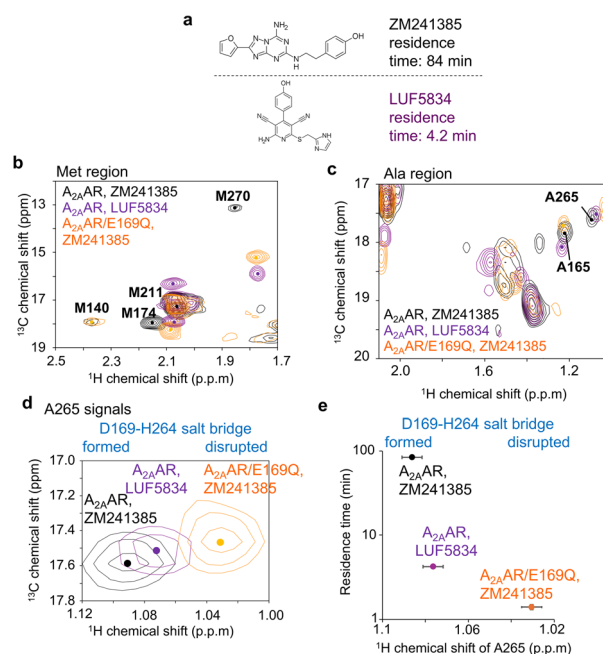 a
NH₂
O
N
N
N
N
N
N
H
OH
ZM241385
residence
time: 84 min
OH
NC
CN
H₂N
N
S
N
HN
LUF5834
residence
time: 4.2 min
b
Met region
A₂AAR, ZM241385
A₂AAR, LUF5834
A₂AAR/E169Q,
ZM241385
M270
M211
M140
M174
13
15
17
19
2.5
2.3
2.1
1.9
1.7
¹³C chemical shift (ppm)
¹H chemical shift (p.p.m)
c
Ala region
A265
A165
A₂AAR, ZM241385
A₂AAR, LUF5834
A₂AAR/E169Q, ZM241385
17
18
19
20
2.0
1.6
1.2
¹³C chemical shift (ppm)
¹H chemical shift (p.p.m)
d
A265 signals
D169-H264 salt bridge
formed
disrupted
A₂AAR,
LUF5834
A₂AAR/E169Q,
ZM241385
A₂AAR,
ZM241385
17.0
17.2
17.4
17.6
17.8
1.12
1.08
1.04
1.00
¹³C chemical shift (ppm)
¹H chemical shift (p.p.m)
e
D169-H264 salt bridge
formed
disrupted
A₂AAR,
ZM241385
A₂AAR,
LUF5834
A₂AAR/E169Q,
ZM241385
100
10
1
1.1
1.06
1.02
Residence time (min)
¹H chemical shift of A265 (p.p.m)